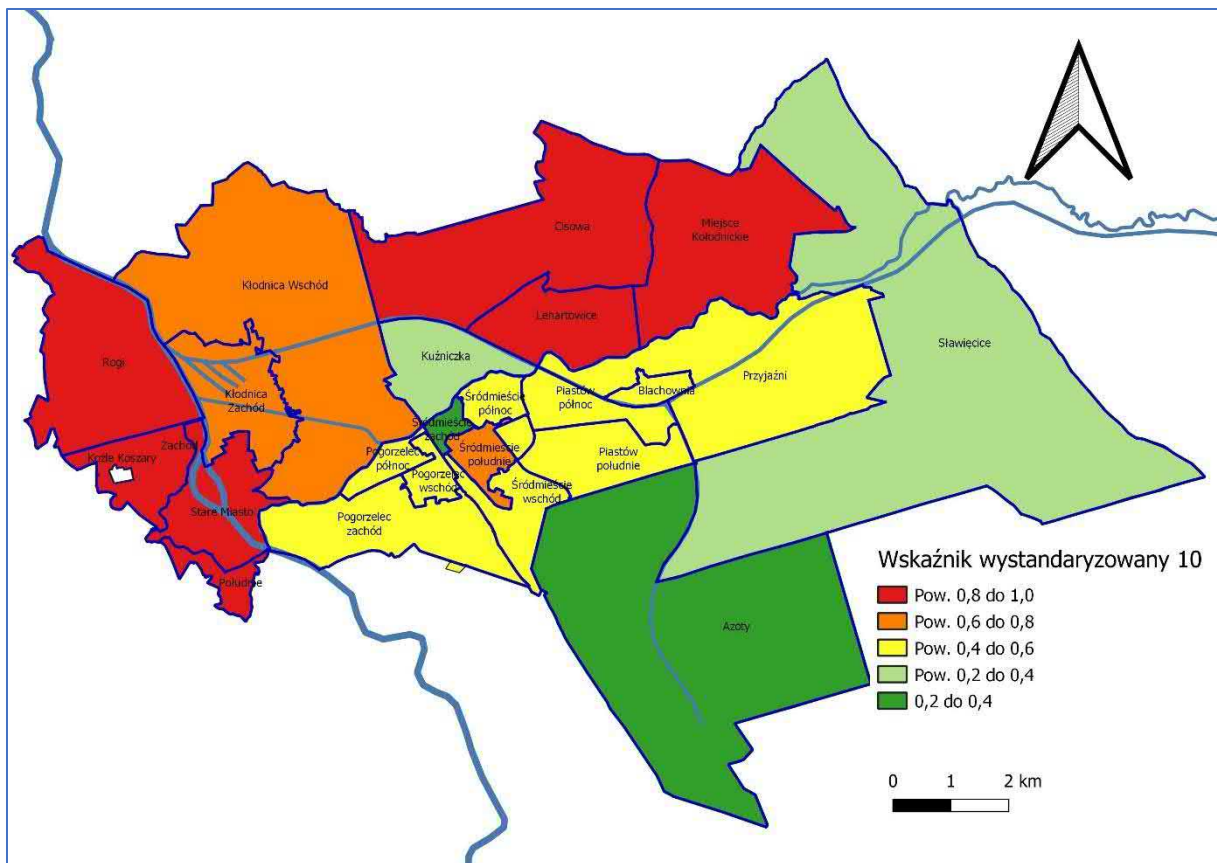 Cisowa
Miejsce
Kołodnickie
Kłodnica Wschód
Lenartowice
Rogi
Kuźniczka
Sławięcice
Przyjaźni
Kłodnica
Zachód
Śródmieście
północ
Piastów
północ
Blachownia
Śródmieście
zachód
Zachód
Koźle Koszary
Pogorzelec
północ
Śródmieście
południe
Piastów
południe
Pogorzelec
wschód
Śródmieście
wschód
Stare Miasto
Pogorzelec
zachód
Południe
Azoty
Wskaźnik wystandaryzowany 10
Pow. 0,8 do 1,0
Pow. 0,6 do 0,8
Pow. 0,4 do 0,6
Pow. 0,2 do 0,4
0,2 do 0,4
0 1 2 km